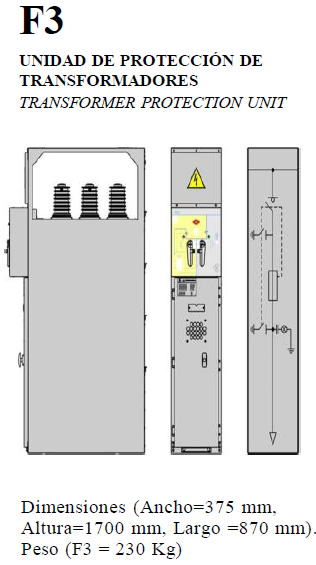 F3
UNIDAD DE PROTECCIÓN DE
TRANSFORMADORES
TRANSFORMER PROTECTION UNIT
Dimensiones (Ancho=375 mm,
Altura=1700 mm, Largo =870 mm).
Peso (F3 = 230 Kg)